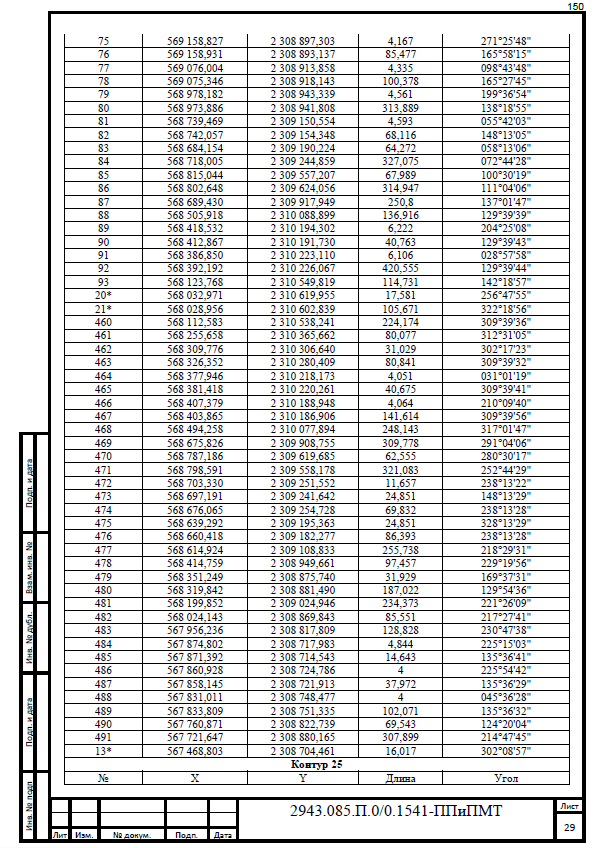 150
75 569 158,827 2 308 897,303 4,167 271°25'48"
76 569 158,931 2 308 893,137 85,477 165°58'15"
77 569 076,004 2 308 913,858 4,335 098°43'48"
78 569 075,346 2 308 918,143 100,378 165°27'45"
79 568 978,182 2 308 943,339 4,561 199°36'54"
80 568 973,886 2 308 941,808 313,889 138°18'55"
81 568 739,469 2 309 150,554 4,593 055°42'03"
82 568 742,057 2 309 154,348 68,116 148°13'05"
83 568 684,154 2 309 190,224 64,272 058°13'06"
84 568 718,005 2 309 244,859 327,075 072°44'28"
85 568 815,044 2 309 557,207 67,989 100°30'19"
86 568 802,648 2 309 624,056 314,947 111°04'06"
87 568 689,430 2 309 917,949 250,8 137°01'47"
88 568 505,918 2 310 088,899 136,916 129°39'39"
89 568 418,532 2 310 194,302 6,222 204°25'08"
90 568 412,867 2 310 191,730 40,763 129°39'43"
91 568 386,850 2 310 223,110 6,106 028°57'58"
92 568 392,192 2 310 226,067 420,555 129°39'44"
93 568 123,768 2 310 549,819 114,731 142°18'57"
20* 568 032,971 2 310 619,955 17,581 256°47'55"
21* 568 028,956 2 310 602,839 105,671 322°18'56"
460 568 112,583 2 310 538,241 224,174 309°39'36"
461 568 255,658 2 310 365,662 80,077 312°31'05"
462 568 309,776 2 310 306,640 31,029 302°17'23"
463 568 326,352 2 310 280,409 80,841 309°39'32"
464 568 377,946 2 310 218,173 4,051 031°01'19"
465 568 381,418 2 310 220,261 40,675 309°39'41"
466 568 407,379 2 310 188,948 4,064 210°09'40"
467 568 403,865 2 310 186,906 141,614 309°39'56"
468 568 494,258 2 310 077,894 248,143 317°01'47"
469 568 675,826 2 309 908,755 309,778 291°04'06"
470 568 787,186 2 309 619,685 62,555 280°30'17"
471 568 798,591 2 309 558,178 321,083 252°44'29"
472 568 703,330 2 309 251,552 11,657 238°13'22"
473 568 697,191 2 309 241,642 24,851 148°13'29"
474 568 676,065 2 309 254,728 69,832 238°13'28"
475 568 639,292 2 309 195,363 24,851 328°13'29"
476 568 660,418 2 309 182,277 86,393 238°13'28"
477 568 614,924 2 309 108,833 255,738 218°29'31"
478 568 414,759 2 308 949,661 97,457 229°19'56"
479 568 351,249 2 308 875,740 31,929 169°37'31"
480 568 319,842 2 308 881,490 187,022 129°54'36"
481 568 199,852 2 309 024,946 234,373 221°26'09"
482 568 024,143 2 308 869,843 85,551 217°27'41"
483 567 956,236 2 308 817,809 128,828 230°47'38"
484 567 874,802 2 308 717,983 4,844 225°15'03"
485 567 871,392 2 308 714,543 14,643 135°36'41"
486 567 860,928 2 308 724,786 4 225°54'42"
487 567 858,145 2 308 721,913 37,972 135°36'29"
488 567 831,011 2 308 748,477 4 045°36'28"
489 567 833,809 2 308 751,335 102,071 135°36'32"
490 567 760,871 2 308 822,739 69,543 124°20'04"
491 567 721,647 2 308 880,165 307,899 214°47'45"
13* 567 468,803 2 308 704,461 16,017 302°08'57"
Контур 25
№ X Y Длина Угол
Подп. и дата
Взам. инв. №
Инв. № дубл.
Подп. и дата
Инв. № подп
2943.085.П.0/0.1541-ППиПМТ
Лист
29
Лит Изм. № докум. Подп. Дата